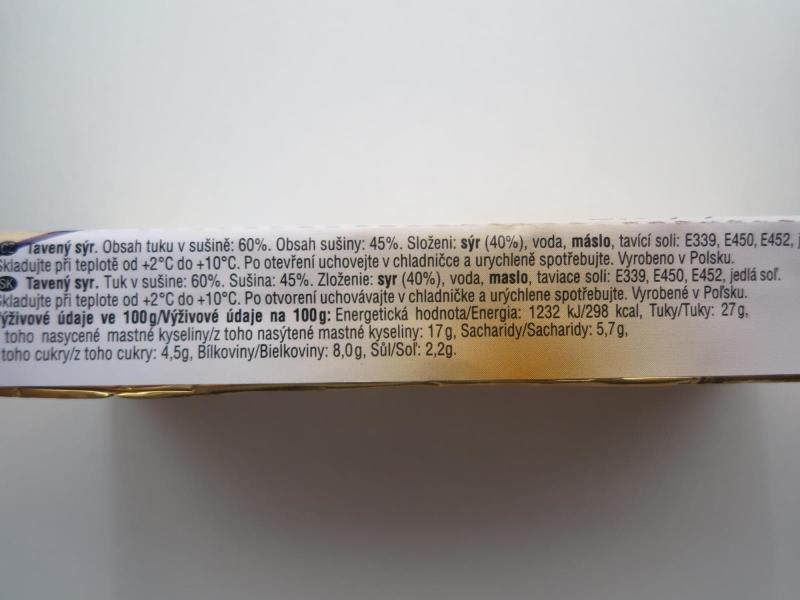 CZ Tavený sýr. Obsah tuku v sušině: 60%. Obsah sušiny: 45%. Složeni: sýr (40%), voda, máslo, tavící soli: E339, E450, E452, j
Skladujte při teplotě od +2°C do +10°C. Po otevření uchovejte v chladničce a urychleně spotřebujte. Vyrobeno v Polsku.
SK Tavený syr. Tuk v sušine: 60%. Sušina: 45%. Zloženie: syr (40%), voda, maslo, taviace soli: E339, E450, E452, jedlá soľ.
Skladujte pri teplote od +2°C do +10°C. Po otvorení uchovávajte v chladničke a urýchlene spotrebujte. Vyrobené v Poľsku.
Výživové údaje ve 100g/Výživové údaje na 100g: Energetická hodnota/Energia: 1232 kJ/298 kcal, Tuky/Tuky: 27g,
toho nasycené mastné kyseliny/z toho nasýtené mastné kyseliny: 17g, Sacharidy/Sacharidy: 5,7g,
toho cukry/z toho cukry: 4,5g, Bílkoviny/Bielkoviny: 8,0g, Sůl/Soľ: 2,2g.